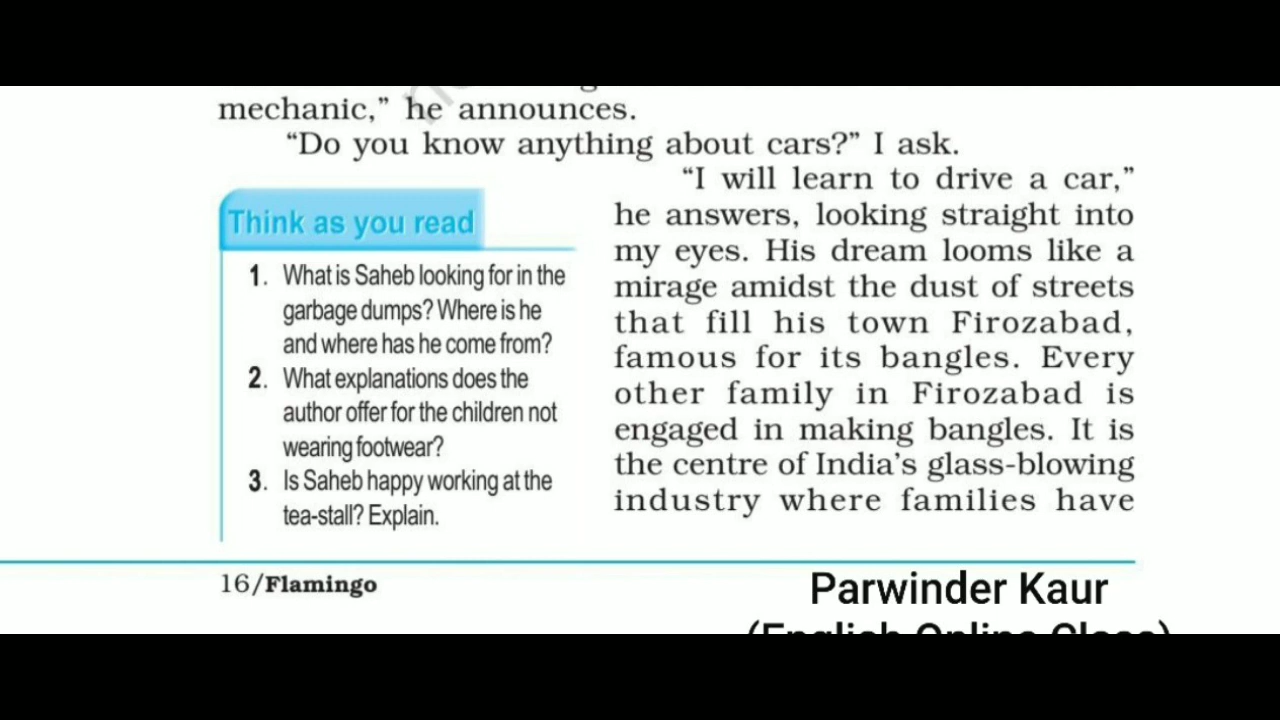 mechanic,” he announces.
“Do you know anything about cars?” I ask.
Think as you read
1. What is Saheb looking for in the
garbage dumps? Where is he
and where has he come from?
2. What explanations does the
author offer for the children not
wearing footwear?
3. Is Saheb happy working at the
tea-stall? Explain.
“I will learn to drive a car,”
he answers, looking straight into
my eyes. His dream looms like a
mirage amidst the dust of streets
that fill his town Firozabad,
famous for its bangles. Every
other family in Firozabad is
engaged in making bangles. It is
the centre of India’s glass-blowing
industry where families have
16/Flamingo
Parwinder Kaur
(English Online Class)